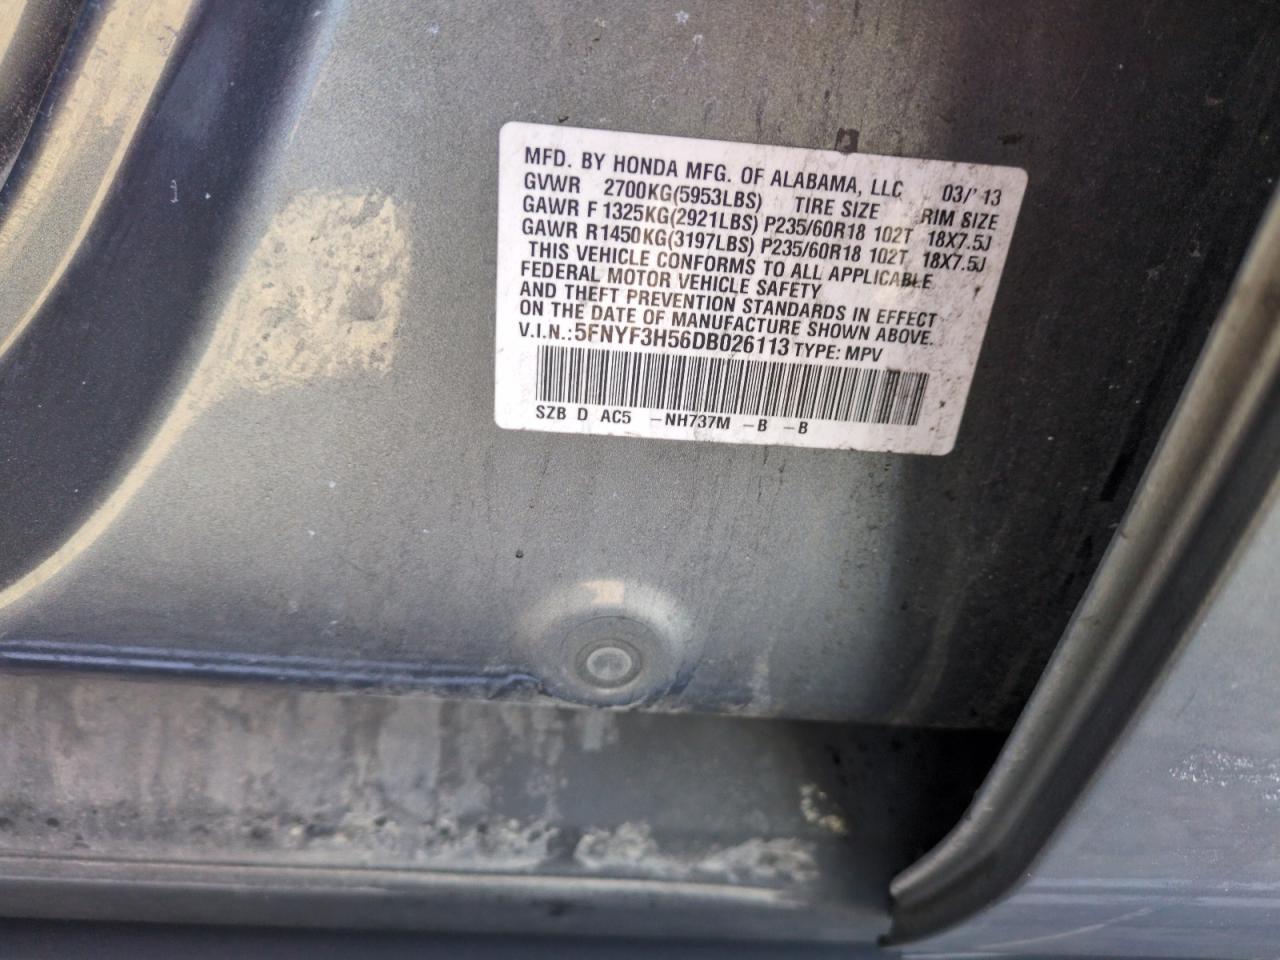 MFD. BY HONDA MFG. OF ALABAMA, LLC 03/'13
GVWR 2700KG(5953LBS) TIRE SIZE RIM SIZE
GAWR F 1325KG(2921LBS) P235/60R18 102T 18X7.5J
GAWR R1450KG(3197LBS) P235/60R18 102T 18X7.5J
THIS VEHICLE CONFORMS TO ALL APPLICABLE
FEDERAL MOTOR VEHICLE SAFETY
AND THEFT PREVENTION STANDARDS IN EFFECT
ON THE DATE OF MANUFACTURE SHOWN ABOVE.
V.I.N.:5FNYF3H56DB026113 TYPE: MPV
SZB D AC5 -NH737M -B -B